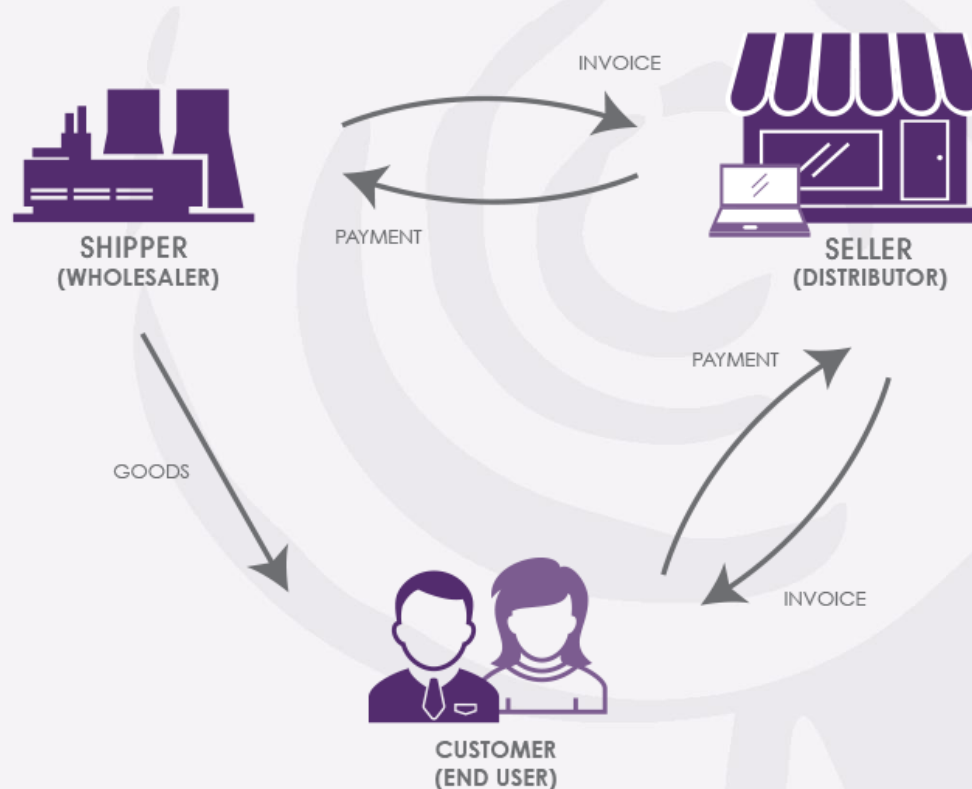 INVOICE
PAYMENT
SHIPPER
(WHOLESALER)
SELLER
(DISTRIBUTOR)
PAYMENT
GOODS
INVOICE
CUSTOMER
(END USER)